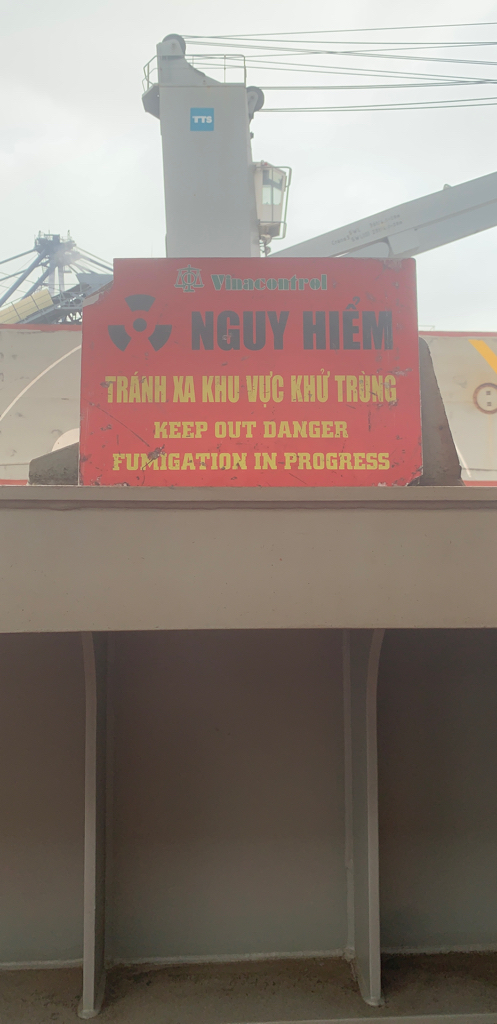 TTS
Vinacontrol
NGUY HIỂM
TRÁNH XA KHU VỰC KHỬ TRÙNG
KEEP OUT DANGER
FUMIGATION IN PROGRESS